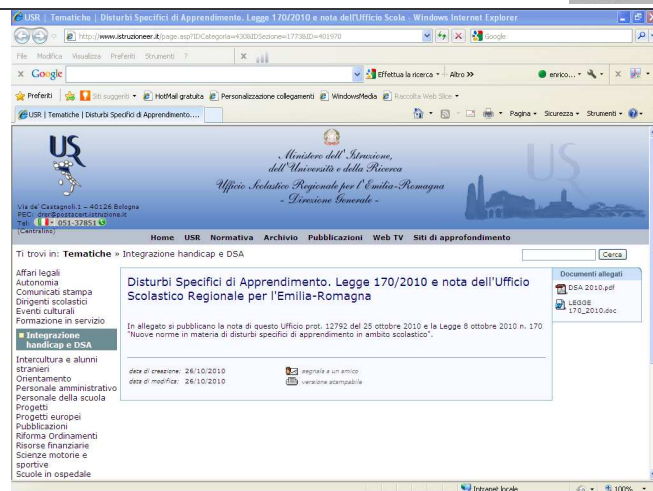 USR | Tematiche | Disturbi Specifici di Apprendimento. Legge 170/2010 e nota dell'Ufficio Scola - Windows Internet Explorer
http://www.istruzioneer.it/page.asp?IDCategoria=430&IDSezione=1773&ID=401970
Google
File Modifica Visualizza Preferiti Strumenti ?
x Google
Effettua la ricerca Altro >>
enrico...
Preferiti
Siti suggeriti
HotMail gratuita
Personalizzazione collegamenti
WindowsMedia
Raccolta Web Slice
USR | Tematiche | Disturbi Specifici di Apprendimento....
Pagina Sicurezza Strumenti
US
Ministero dell'Istruzione,
dell'Università e della Ricerca
Ufficio Scolastico Regionale per l'Emilia-Romagna
- Direzione Generale -
US
Via de' Castagnoli,1 – 40126 Bologna
PEC: drer@postacert.istruzione.it
Tel: 051-37851
(Centralino)
Home USR Normativa Archivio Pubblicazioni Web TV Siti di approfondimento
Ti trovi in: Tematiche » Integrazione handicap e DSA
Cerca
Affari legali
Autonomia
Comunicati stampa
Dirigenti scolastici
Eventi culturali
Formazione in servizio
Integrazione
handicap e DSA
Intercultura e alunni
stranieri
Orientamento
Personale amministrativo
Personale della scuola
Progetti
Progetti europei
Pubblicazioni
Riforma Ordinamenti
Risorse finanziarie
Scienze motorie e
sportive
Scuole in ospedale
Disturbi Specifici di Apprendimento. Legge 170/2010 e nota dell'Ufficio
Scolastico Regionale per l'Emilia-Romagna
In allegato si pubblicano la nota di questo Ufficio prot. 12792 del 25 ottobre 2010 e la Legge 8 ottobre 2010 n. 170
"Nuove norme in materia di disturbi specifici di apprendimento in ambito scolastico".
data di creazione: 26/10/2010
segnala a un amico
data di modifica: 26/10/2010
versione stampabile
Documenti allegati
DSA 2010.pdf
LEGGE
170_2010.doc
Intranet locale
100%